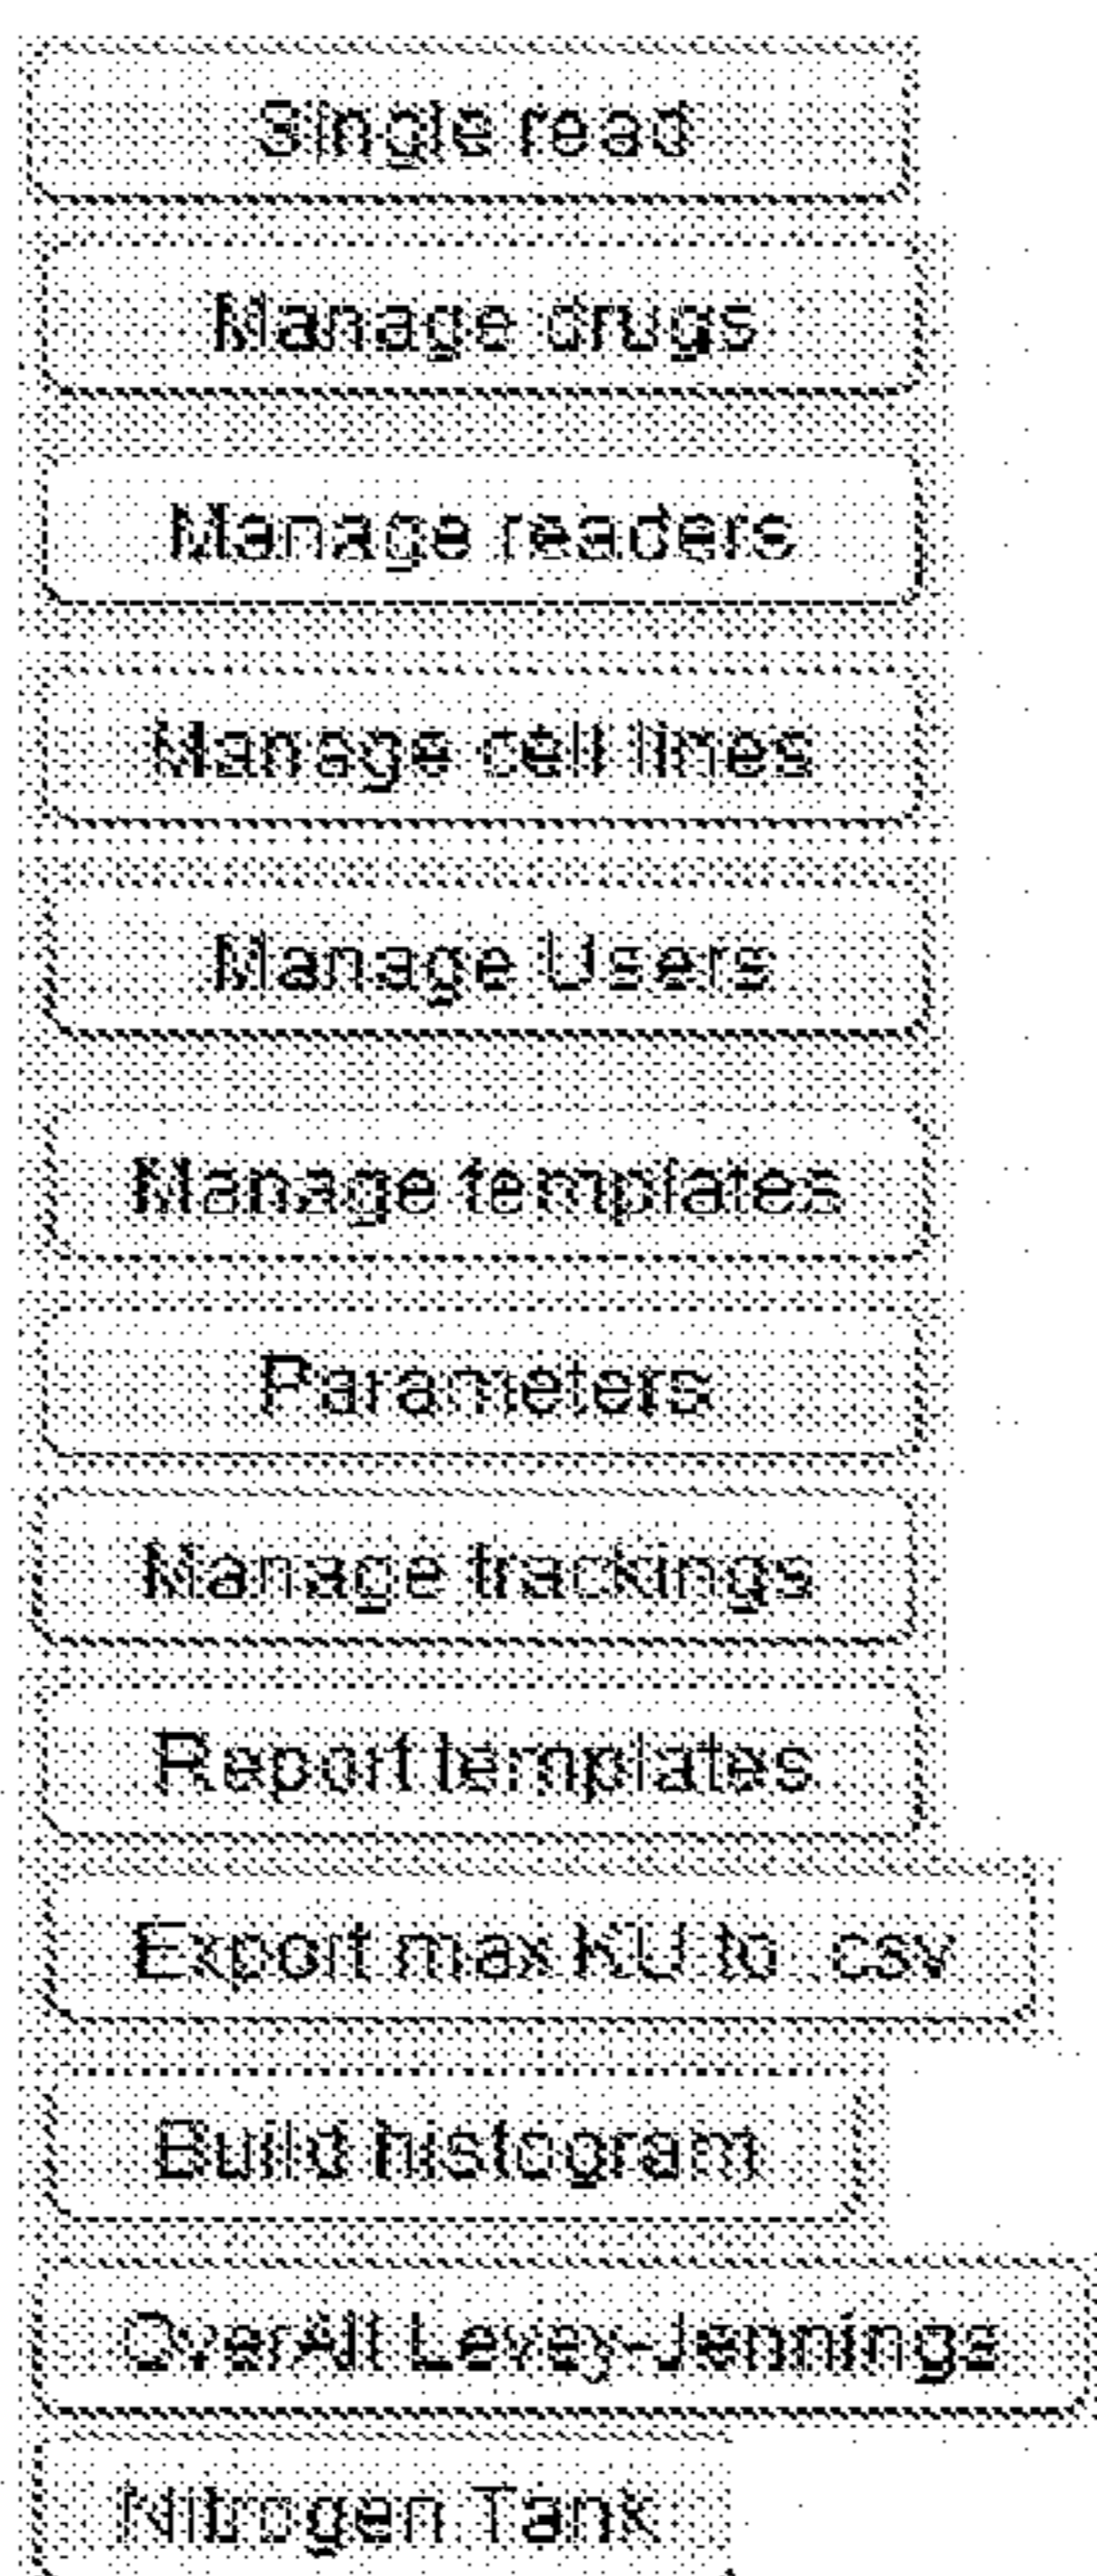 Single read
Manage drugs
Manage readers
Manage cell lines
Manage Users
Manage templates
Parameters
Manage trackings
Report templates
Export max KU to .csv
Build histogram
OverAll Levey-Jennings
Nitrogen Tank